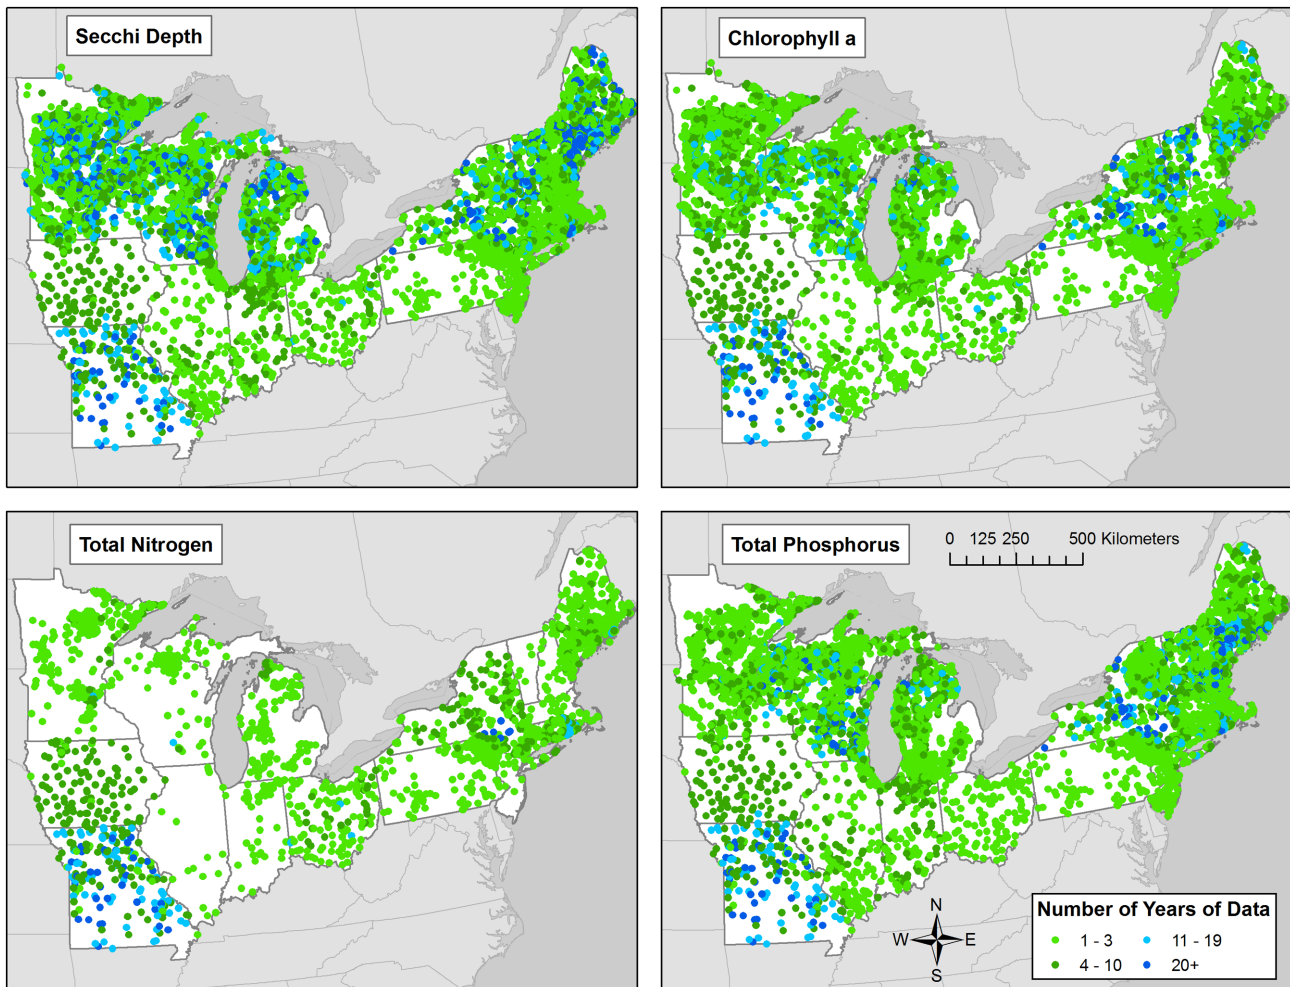 Secchi Depth
Chlorophyll a
Total Nitrogen
Total Phosphorus
0 125 250 500 Kilometers
N
W E
S
Number of Years of Data
1 - 3 11 - 19
4 - 10 20+